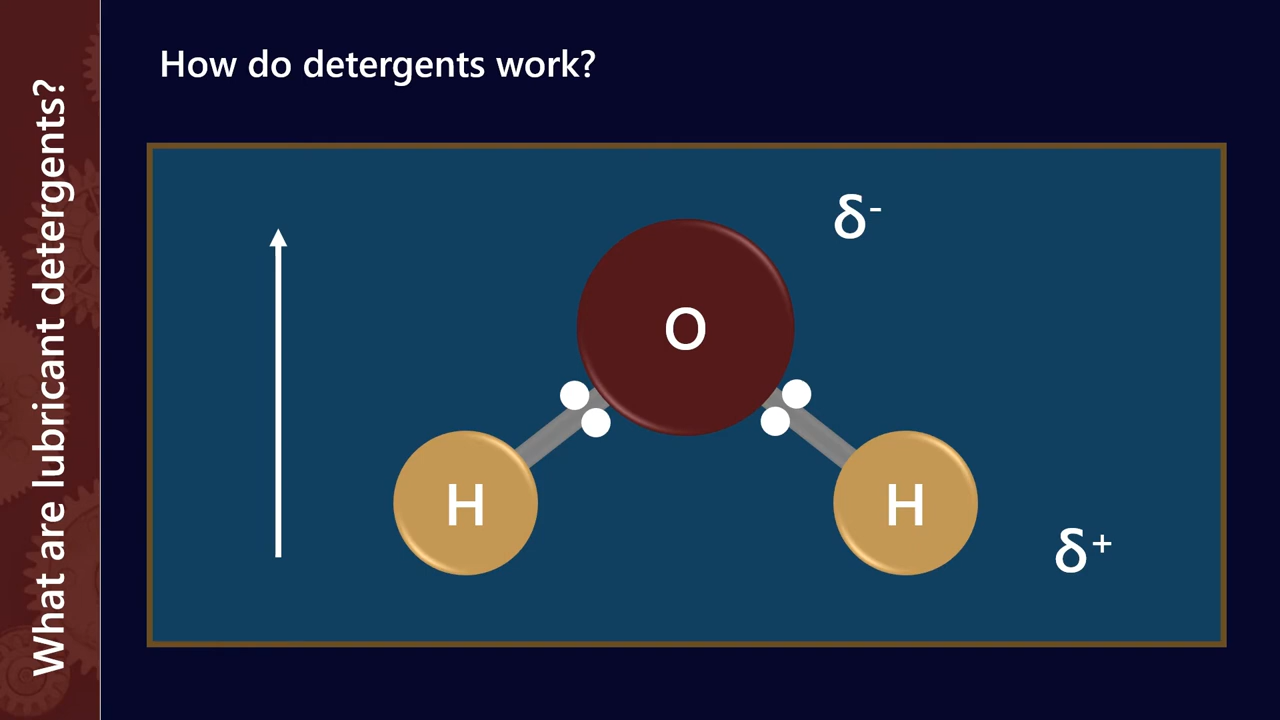 What are lubricant detergents?
How do detergents work?
δ-
O
H
H
δ+